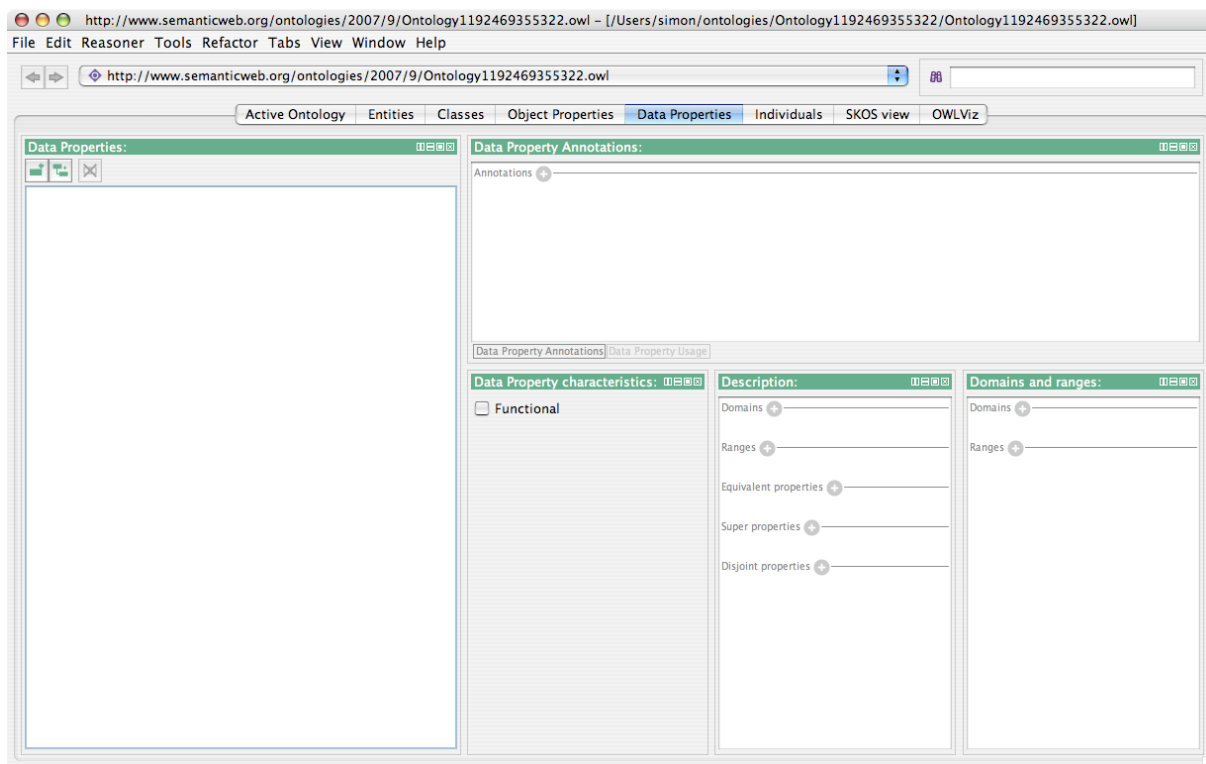 http://www.semanticweb.org/ontologies/2007/9/Ontology1192469355322.owl – [/Users/simon/ontologies/Ontology1192469355322/Ontology1192469355322.owl]
File Edit Reasoner Tools Refactor Tabs View Window Help
http://www.semanticweb.org/ontologies/2007/9/Ontology1192469355322.owl
Active Ontology Entities Classes Object Properties Data Properties Individuals SKOS view OWLViz
Data Properties:
Data Property Annotations:
Annotations
Data Property Annotations Data Property Usage
Data Property characteristics:
Functional
Description:
Domains
Ranges
Equivalent properties
Super properties
Disjoint properties
Domains and ranges:
Domains
Ranges